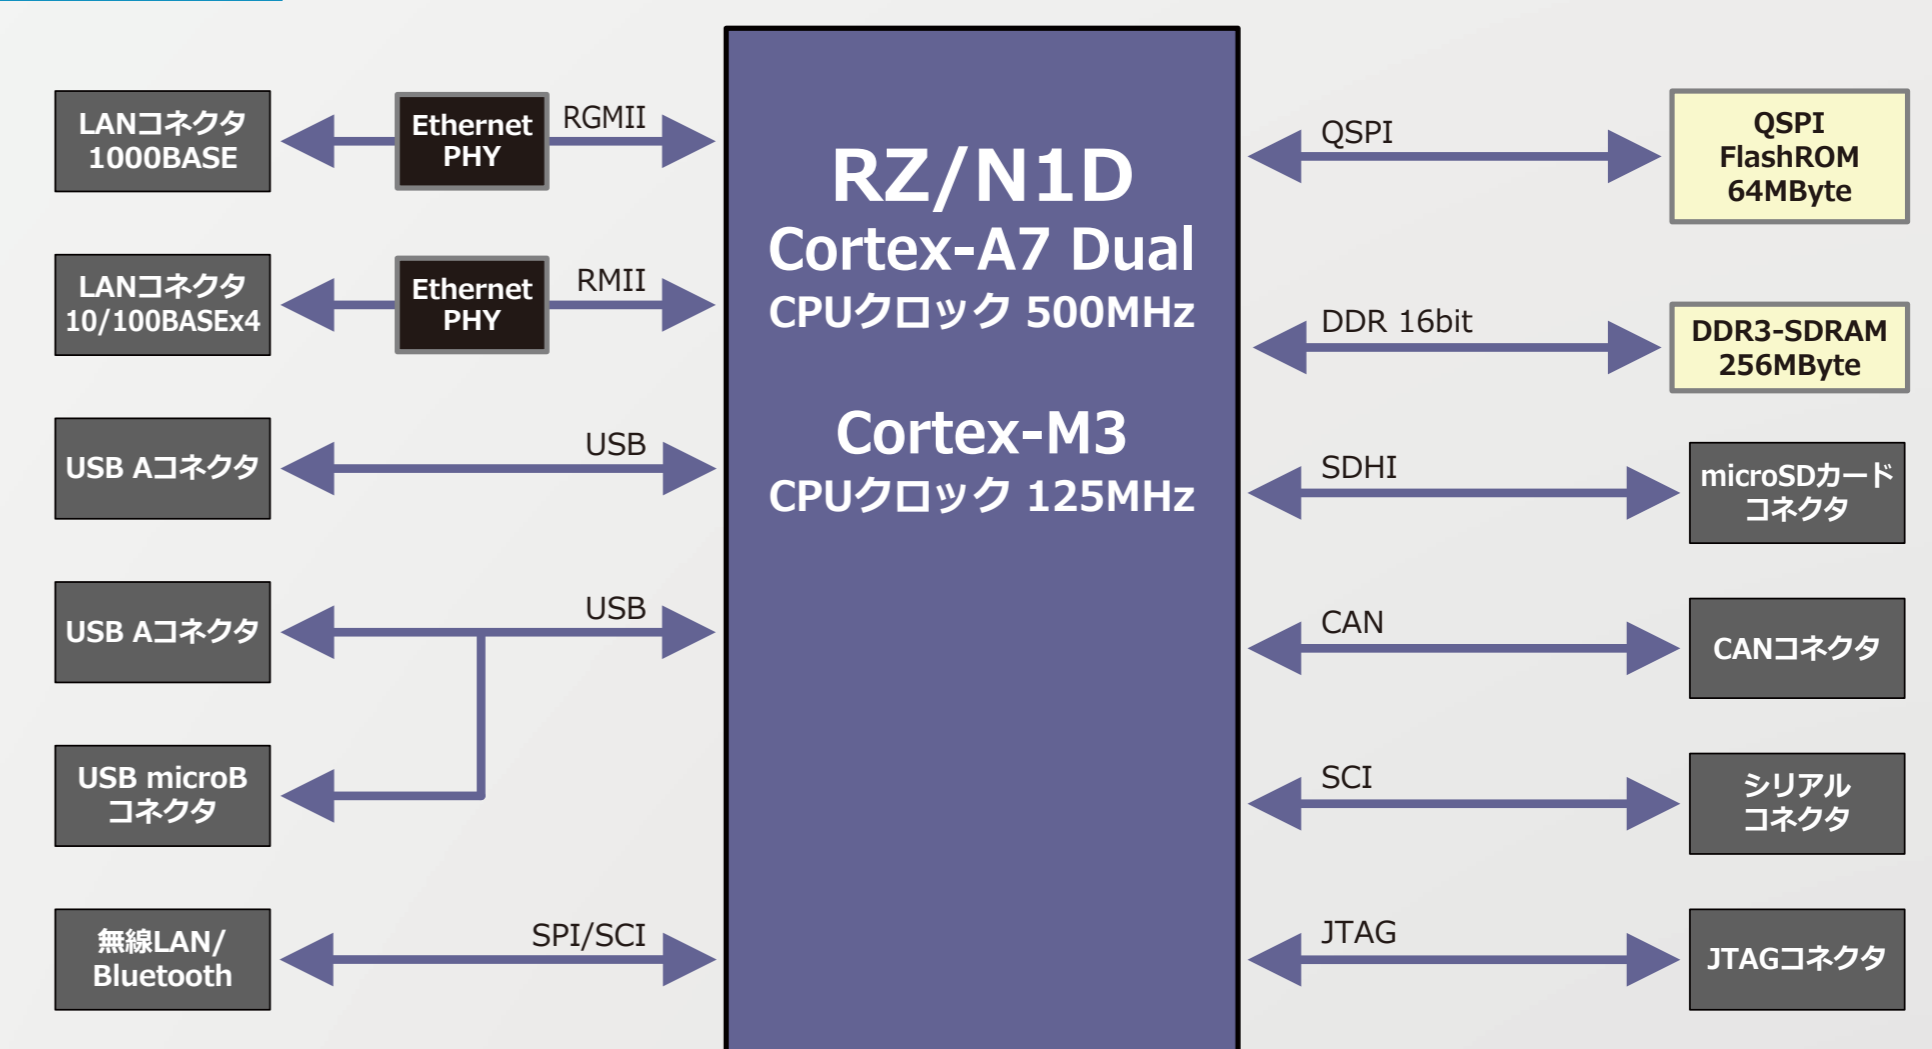 LANコネクタ
1000BASE
Ethernet
PHY
RGMII
LANコネクタ
10/100BASEx4
Ethernet
PHY
RMII
USB Aコネクタ
USB
USB Aコネクタ
USB
USB microB
コネクタ
無線LAN/
Bluetooth
SPI/SCI
RZ/N1D
Cortex-A7 Dual
CPUクロック 500MHz
Cortex-M3
CPUクロック 125MHz
QSPI
QSPI
FlashROM
64MByte
DDR 16bit
DDR3-SDRAM
256MByte
SDHI
microSDカード
コネクタ
CAN
CANコネクタ
SCI
シリアル
コネクタ
JTAG
JTAGコネクタ